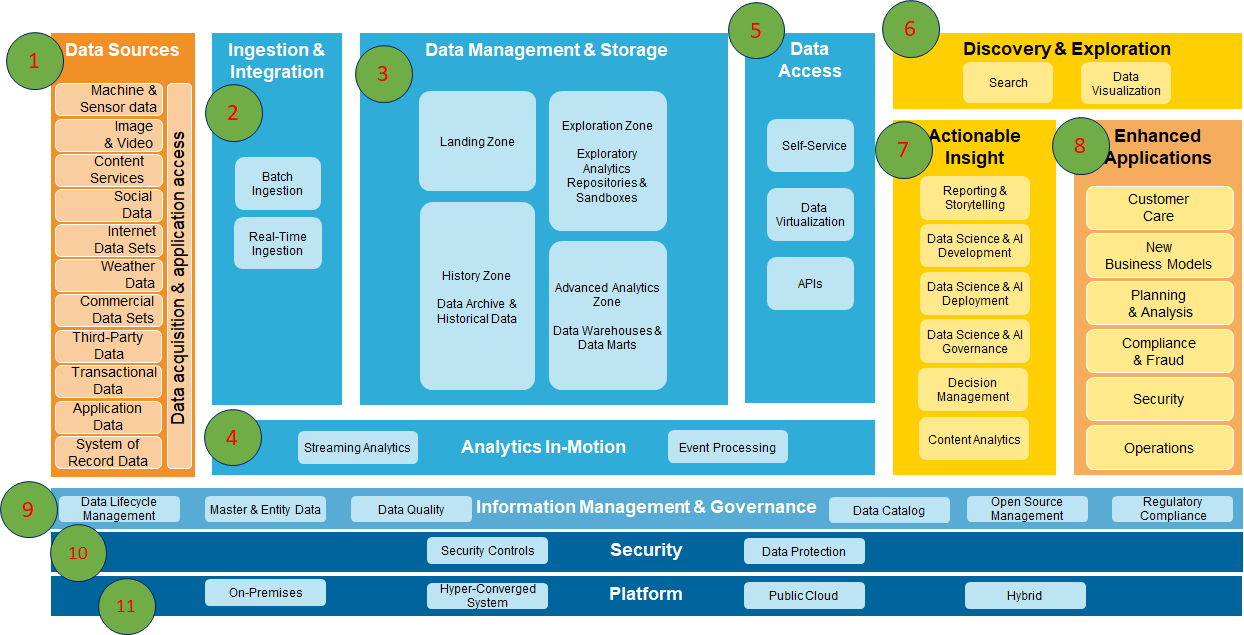 1
Data Sources
Machine &
Sensor data
Image
& Video
Content
Services
Social
Data
Internet
Data Sets
Weather
Data
Commercial
Data Sets
Third-Party
Data
Transactional
Data
Application
Data
System of
Record Data
Data acquisition & application access
Ingestion &
Integration
2
Batch
Ingestion
Real-Time
Ingestion
3
Data Management & Storage
Landing Zone
Exploration Zone
Exploratory
Analytics
Repositories &
Sandboxes
History Zone
Data Archive &
Historical Data
Advanced Analytics
Zone
Data Warehouses &
Data Marts
4
Streaming Analytics
Analytics In-Motion
Event Processing
5
Data
Access
Self-Service
Data
Virtualization
APIs
6
Discovery & Exploration
Search
Data
Visualization
7
Actionable
Insight
Reporting &
Storytelling
Data Science & AI
Development
Data Science & AI
Deployment
Data Science & AI
Governance
Decision
Management
Content Analytics
8
Enhanced
Applications
Customer
Care
New
Business Models
Planning
& Analysis
Compliance
& Fraud
Security
Operations
9
Data Lifecycle
Management
Master & Entity Data
Data Quality
Information Management & Governance
Data Catalog
Open Source
Management
Regulatory
Compliance
10
Security Controls
Security
Data Protection
11
On-Premises
Hyper-Converged
System
Platform
Public Cloud
Hybrid